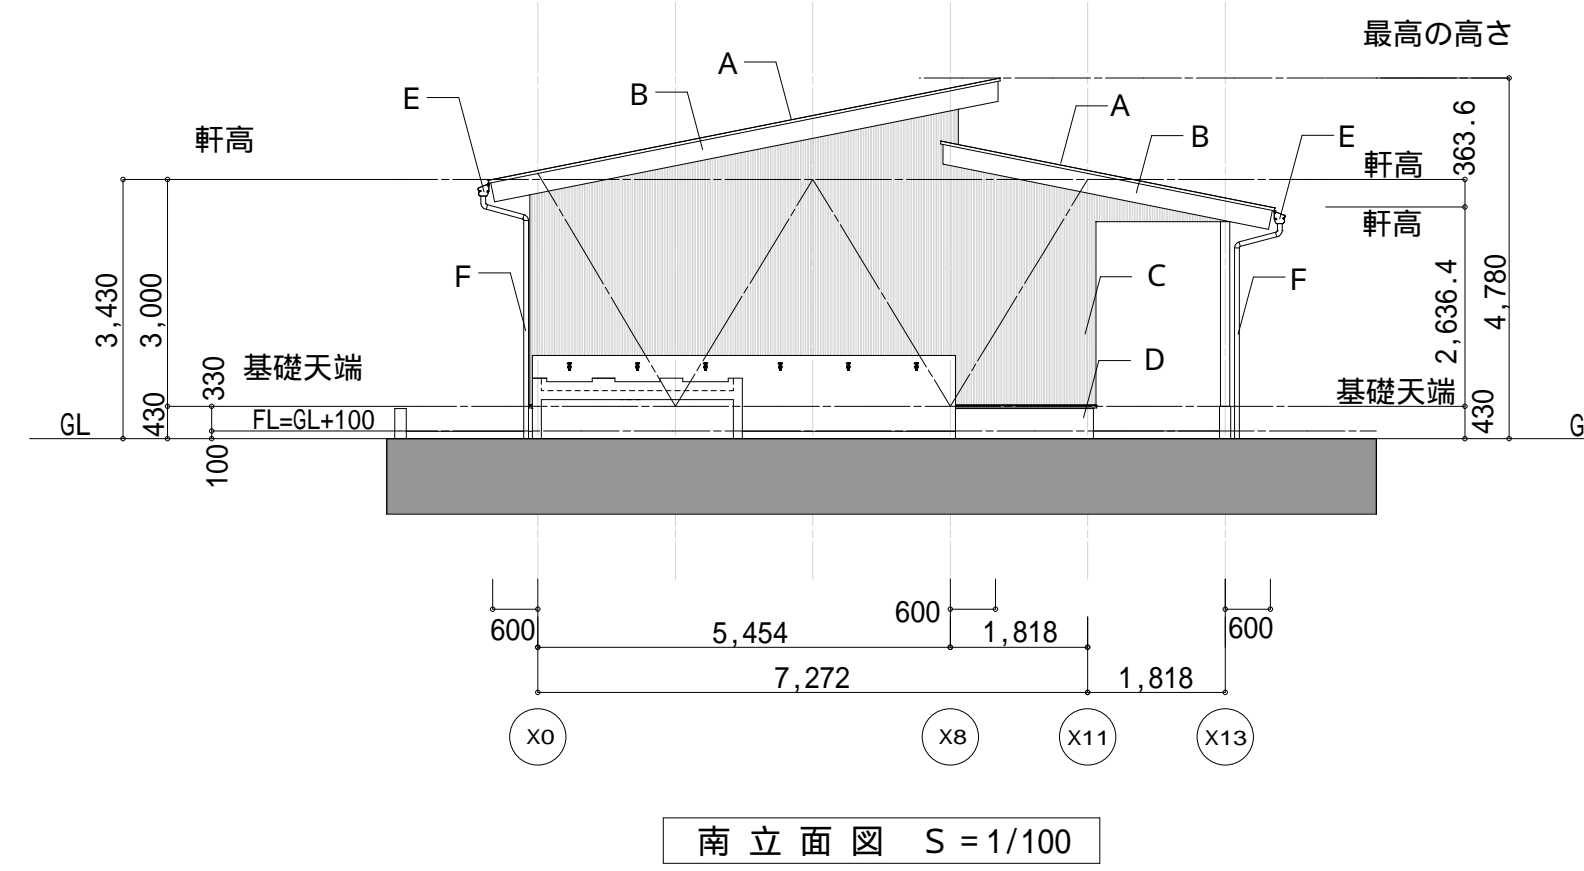 最高の高さ
A
E
B
A
B
E
363.6
軒高
軒高
軒高
F
C
F
3,430
3,000
2,636.4
4,780
330
基礎天端
D
基礎天端
430
FL=GL+100
430
GL
G
100
600
5,454
600
1,818
600
7,272
1,818
X0
X8
X11
X13
南立面図 S=1/100